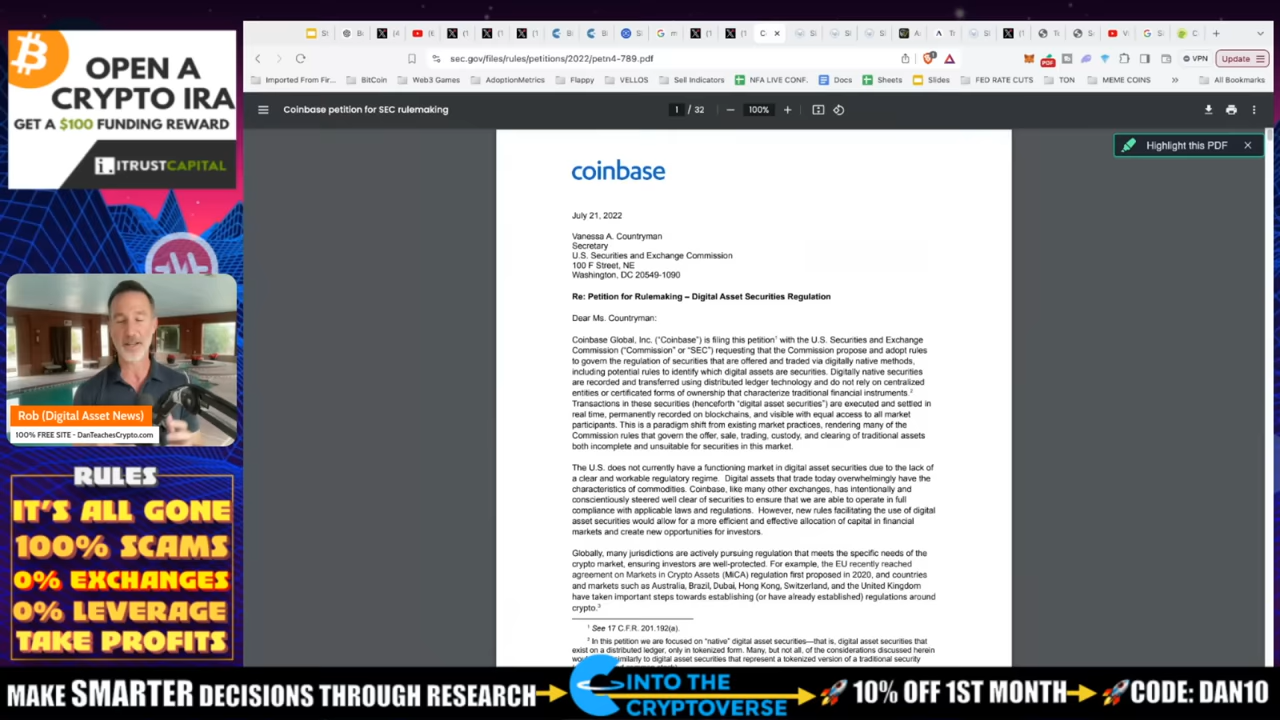 OPEN A
CRYPTO IRA
GET A $100 FUNDING REWARD
iTRUSTCAPITAL
Rob (Digital Asset News)
100% FREE SITE - DanTeachesCrypto.com
RULES
IT'S ALL GONE
100% SCAMS
0% EXCHANGES
0% LEVERAGE
TAKE PROFITS
sec.gov/files/rules/petitions/2022/petn4-789.pdf
VPN
Update
Imported From Fir...
BitCoin
Web3 Games
AdoptionMetrics
Flappy
VELLOS
Sell Indicators
NFA LIVE CONF.
Docs
Sheets
Slides
FED RATE CUTS
TON
MEME COINS
All Bookmarks
Coinbase petition for SEC rulemaking
1 / 32
100%
Highlight this PDF
coinbase
July 21, 2022
Vanessa A. Countryman
Secretary
U.S. Securities and Exchange Commission
100 F Street, NE
Washington, DC 20549-1090
Re: Petition for Rulemaking – Digital Asset Securities Regulation
Dear Ms. Countryman:
Coinbase Global, Inc. ("Coinbase") is filing this petition¹ with the U.S. Securities and Exchange
Commission ("Commission" or "SEC") requesting that the Commission propose and adopt rules
to govern the regulation of securities that are offered and traded via digitally native methods,
including potential rules to identify which digital assets are securities. Digitally native securities
are recorded and transferred using distributed ledger technology and do not rely on centralized
entities or certificated forms of ownership that characterize traditional financial instruments.²
Transactions in these securities (henceforth "digital asset securities") are executed and settled in
real time, permanently recorded on blockchains, and visible with equal access to all market
participants. This is a paradigm shift from existing market practices, rendering many of the
Commission rules that govern the offer, sale, trading, custody, and clearing of traditional assets
both incomplete and unsuitable for securities in this market.
The U.S. does not currently have a functioning market in digital asset securities due to the lack of
a clear and workable regulatory regime. Digital assets that trade today overwhelmingly have the
characteristics of commodities. Coinbase, like many other exchanges, has intentionally and
conscientiously steered well clear of securities to ensure that we are able to operate in full
compliance with applicable laws and regulations. However, new rules facilitating the use of digital
asset securities would allow for a more efficient and effective allocation of capital in financial
markets and create new opportunities for investors.
Globally, many jurisdictions are actively pursuing regulation that meets the specific needs of the
crypto market, ensuring investors are well-protected. For example, the EU recently reached
agreement on Markets in Crypto Assets (MiCA) regulation first proposed in 2020, and countries
and markets such as Australia, Brazil, Dubai, Hong Kong, Switzerland, and the United Kingdom
have taken important steps towards establishing (or have already established) regulations around
crypto.³
¹ See 17 C.F.R. 201.192(a).
² In this petition we are focused on "native" digital asset securities—that is, digital asset securities that
exist on a distributed ledger, only in tokenized form. Many, but not all, of the considerations discussed herein
similarly to digital asset securities that represent a tokenized version of a traditional security
MAKE SMARTER DECISIONS THROUGH RESEARCH
INTO THE
CRYPTOVERSE
10% OFF 1ST MONTH
CODE: DAN10